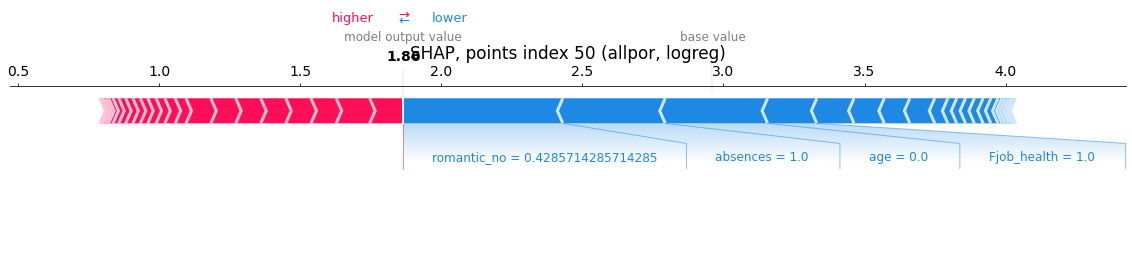 higher ⇄ lower
model output value base value
SHAP, points index 50 (allpor, logreg)
1.86
0.5 1.0 1.5 2.0 2.5 3.0 3.5 4.0
romantic_no = 0.4285714285714285 absences = 1.0 age = 0.0 Fjob_health = 1.0